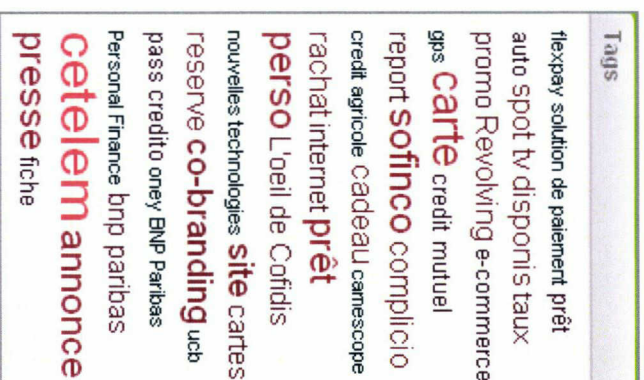 Tags
flexpay solution de paiement prêt
auto spot tv disponis taux
promo Revolving e-commerce
gps carte credit mutuel
report sofinco complicio
credit agricole cadeau camescope
rachat internet prêt
perso L'oeil de Cofidis
nouvelles technologies site cartes
reserve co-branding ucb
pass credito oney BNP Paribas
Personal Finance bnp paribas
cetelem annonce
presse fiche